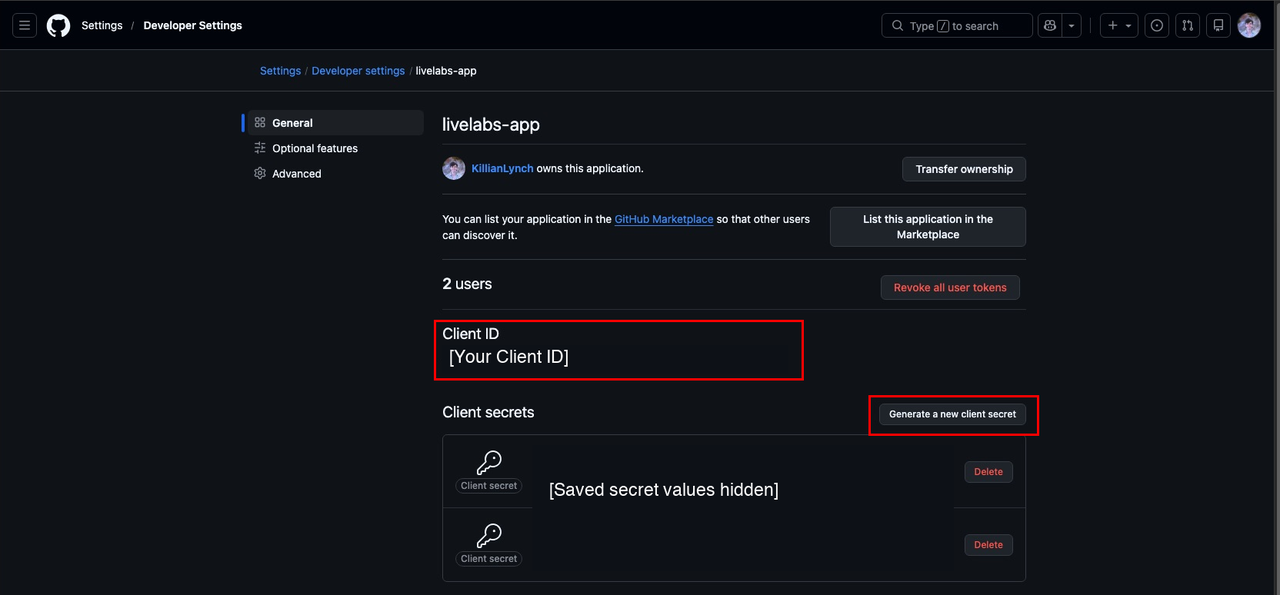 Settings / Developer Settings
Type / to search
Settings / Developer settings / livelabs-app
General
Optional features
Advanced
livelabs-app
KillianLynch owns this application.
Transfer ownership
You can list your application in the GitHub Marketplace so that other users
can discover it.
List this application in the
Marketplace
2 users
Revoke all user tokens
Client ID
[Your Client ID]
Client secrets
Generate a new client secret
Client secret
[Saved secret values hidden]
Delete
Client secret
Delete